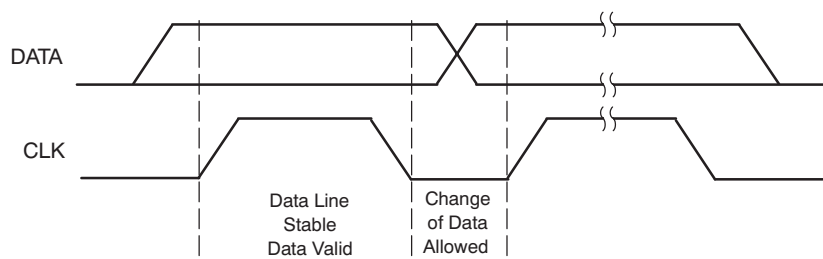 DATA
CLK
Data Line
Stable
Data Valid
Change
of Data
Allowed